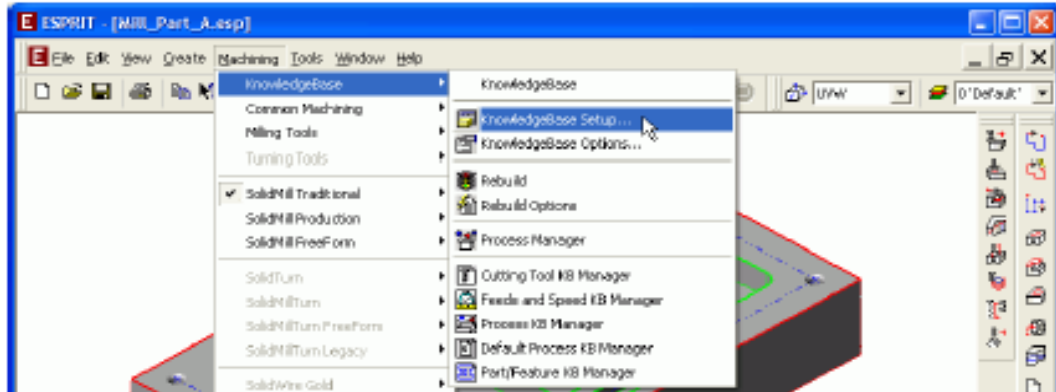 ESPRIT - [Mill_Part_A.esp]
File Edit View Create Machining Tools Window Help
KnowledgeBase
Common Machining
Milling Tools
Turning Tools
SolidMill Traditional
SolidMill Production
SolidMill FreeForm
SolidTurn
SolidMillTurn
SolidMillTurn FreeForm
SolidMillTurn Legacy
SolidWire Gold
KnowledgeBase
KnowledgeBase Setup...
KnowledgeBase Options...
Rebuild
Rebuild Options
Process Manager
Cutting Tool KB Manager
Feeds and Speed KB Manager
Process KB Manager
Default Process KB Manager
Part/Feature KB Manager
UVW
0'Default'